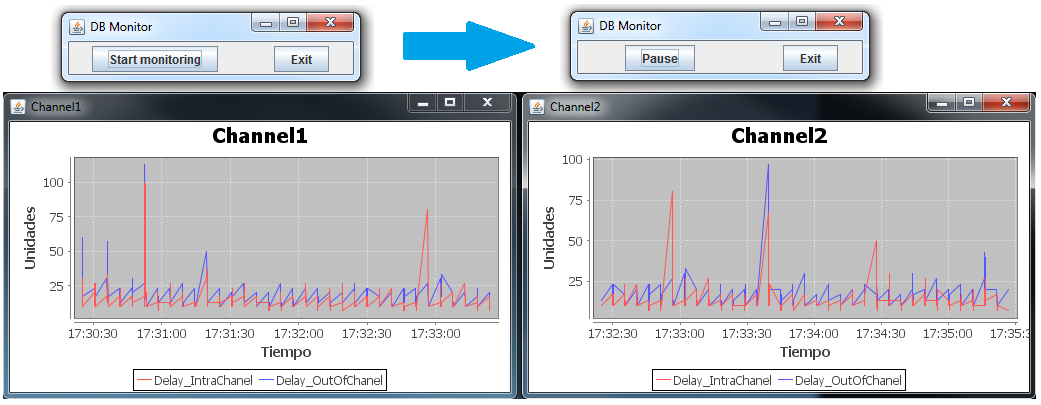 DB Monitor
Start monitoring Exit
DB Monitor
Pause Exit
Channel1
Channel1
Unidades
100
75
50
25
17:30:30 17:31:00 17:31:30 17:32:00 17:32:30 17:33:00
Tiempo
Delay_IntraChanel Delay_OutOfChanel
Channel2
Channel2
Unidades
100
75
50
25
17:32:30 17:33:00 17:33:30 17:34:00 17:34:30 17:35:00 17:35:3
Tiempo
Delay_IntraChanel Delay_OutOfChanel